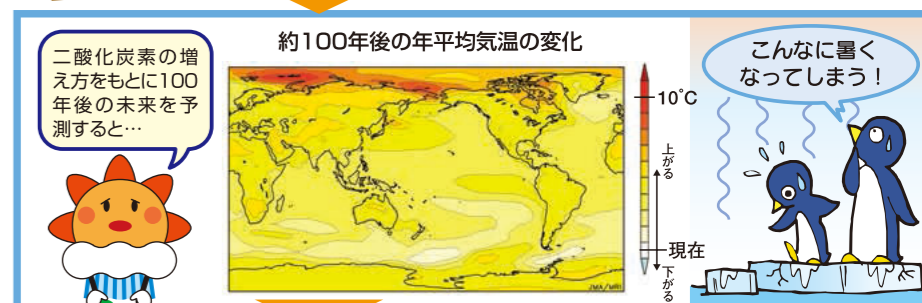 二酸化炭素の増
え方をもとに100
年後の未来を予
測すると…
約100年後の年平均気温の変化
10°C
上がる
現在
下がる
JMA/MRI
こんなに暑く
なってしまう!